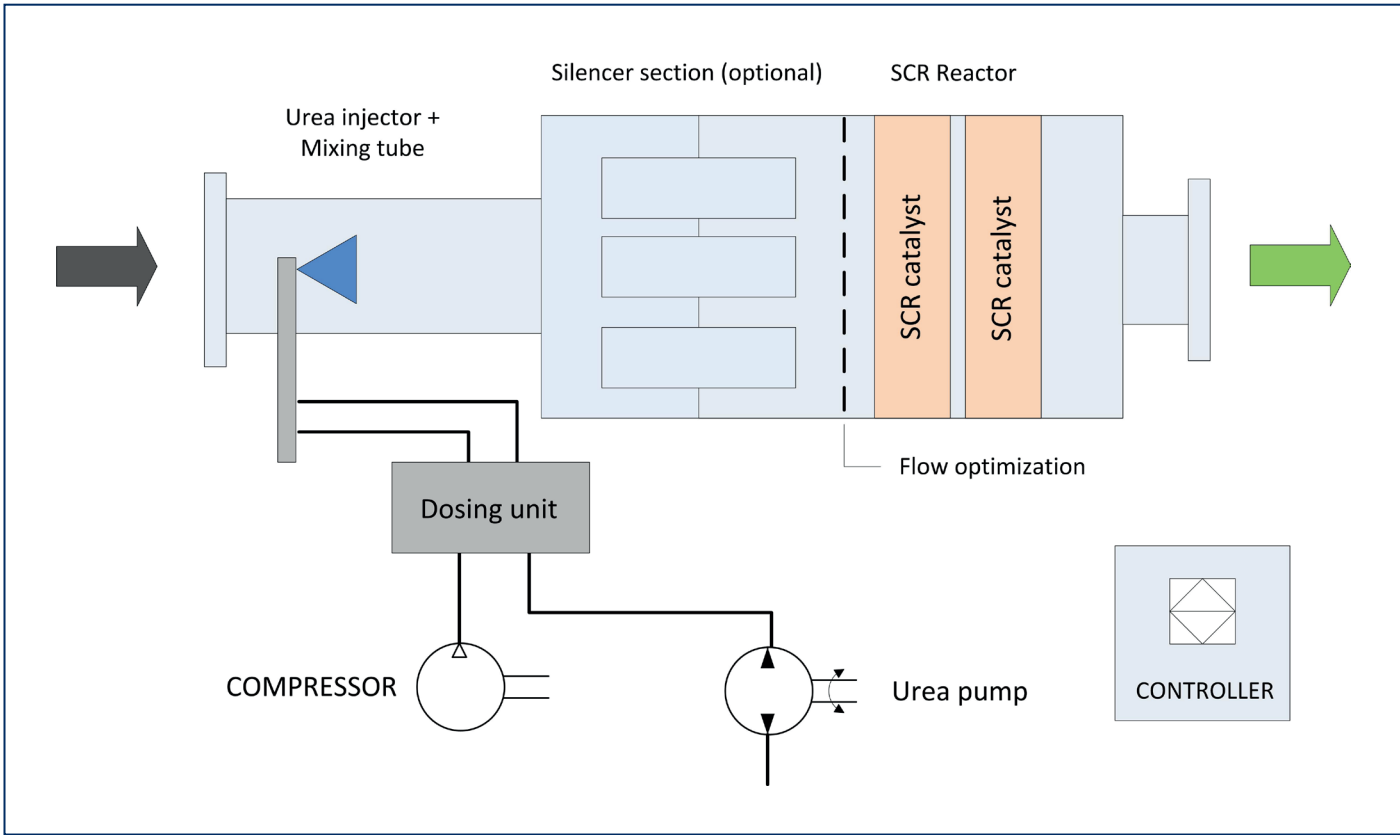 Silencer section (optional)
SCR Reactor
Urea injector +
Mixing tube
SCR catalyst
SCR catalyst
Flow optimization
Dosing unit
COMPRESSOR
Urea pump
CONTROLLER